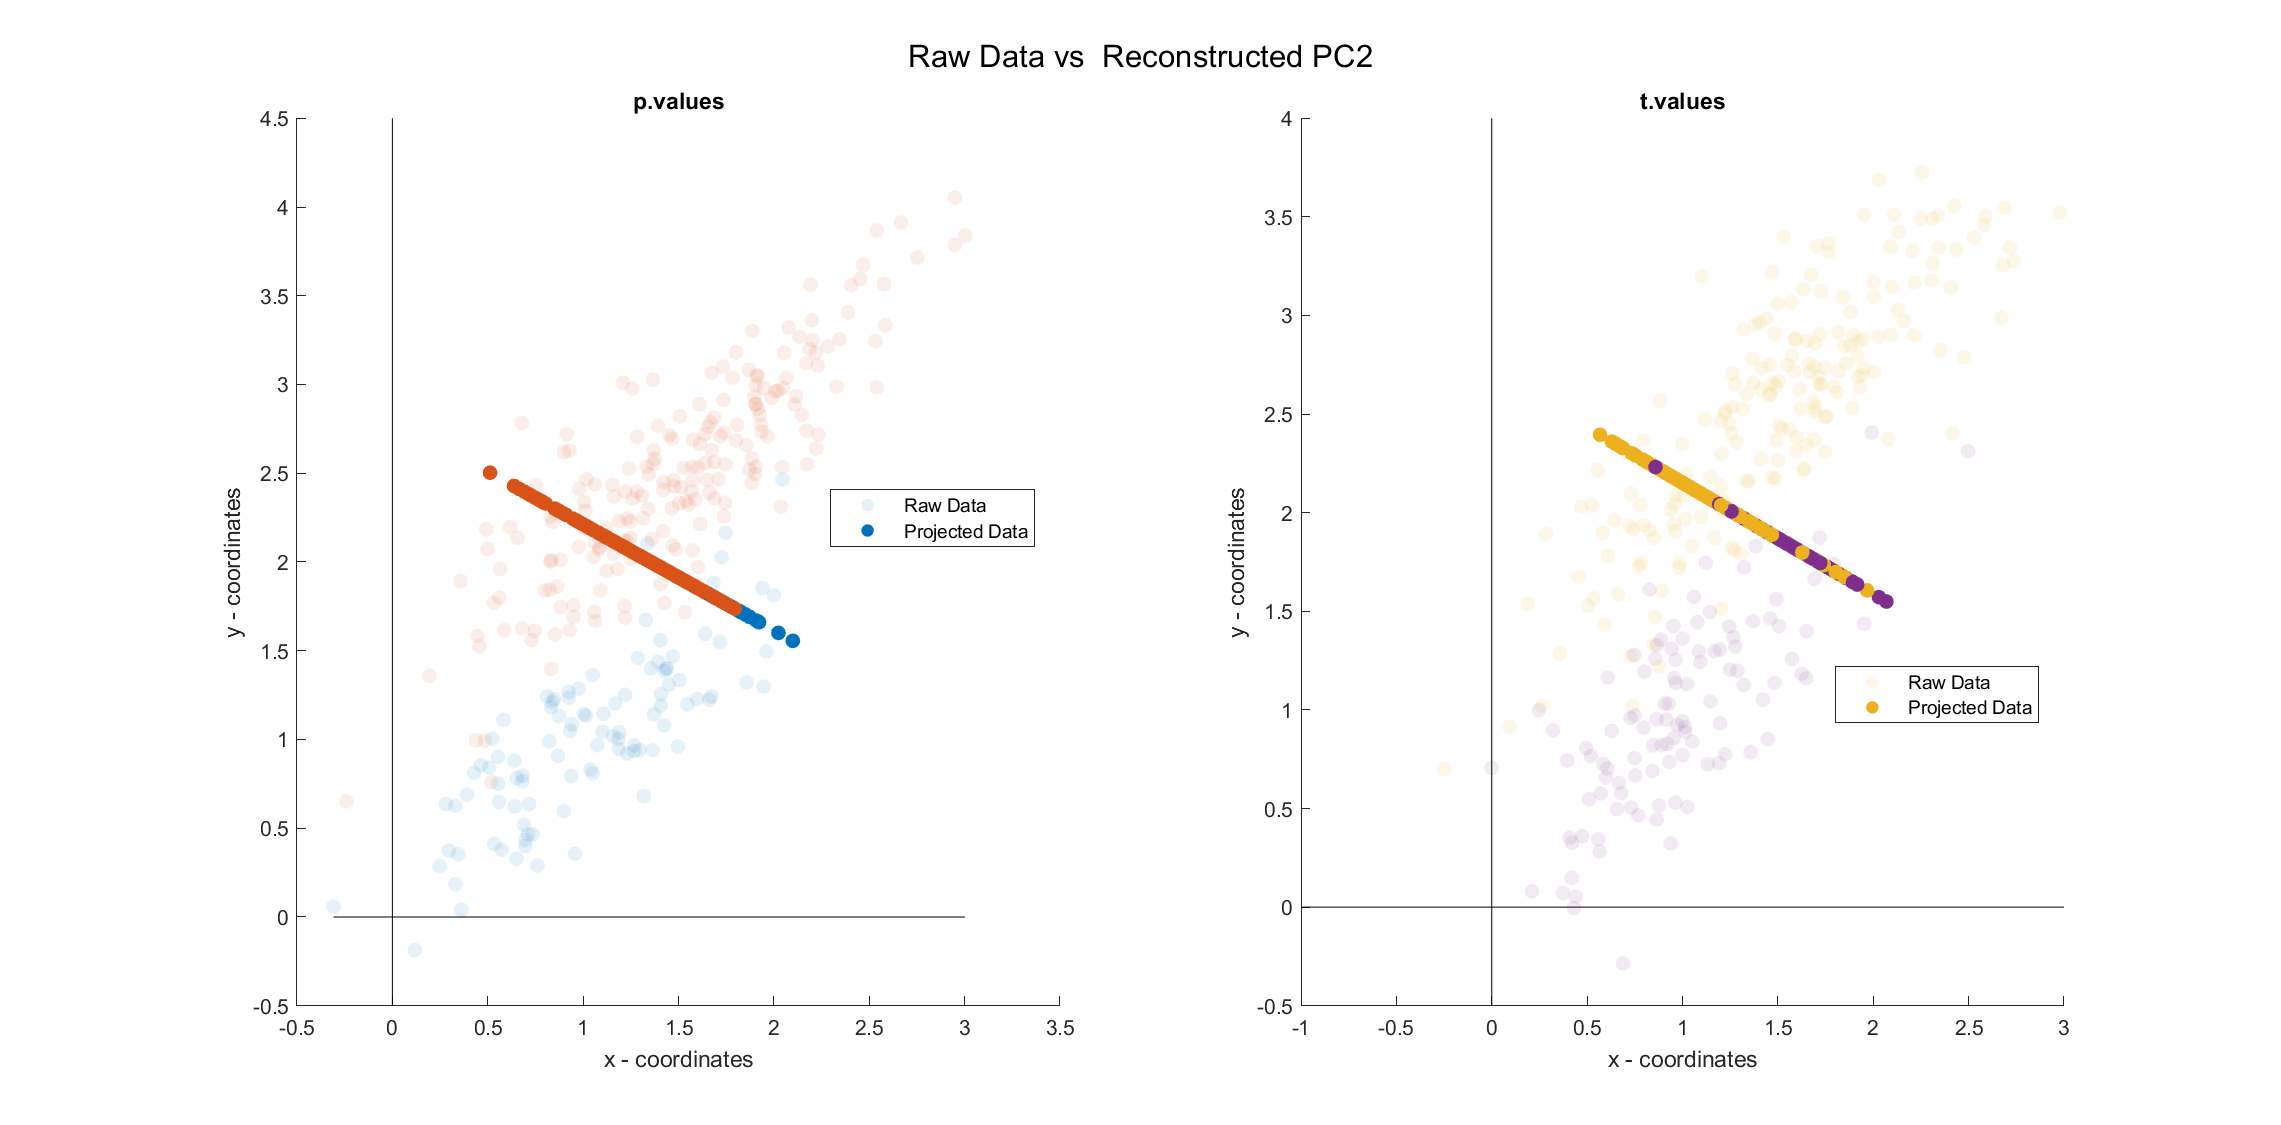 Raw Data vs  Reconstructed PC2
p.values
4.5
4
3.5
3
2.5
2
1.5
1
0.5
0
-0.5
-0.5 0 0.5 1 1.5 2 2.5 3 3.5
x - coordinates
y - coordinates
Raw Data
Projected Data
t.values
4
3.5
3
2.5
2
1.5
1
0.5
0
-0.5
-1 -0.5 0 0.5 1 1.5 2 2.5 3
x - coordinates
y - coordinates
Raw Data
Projected Data